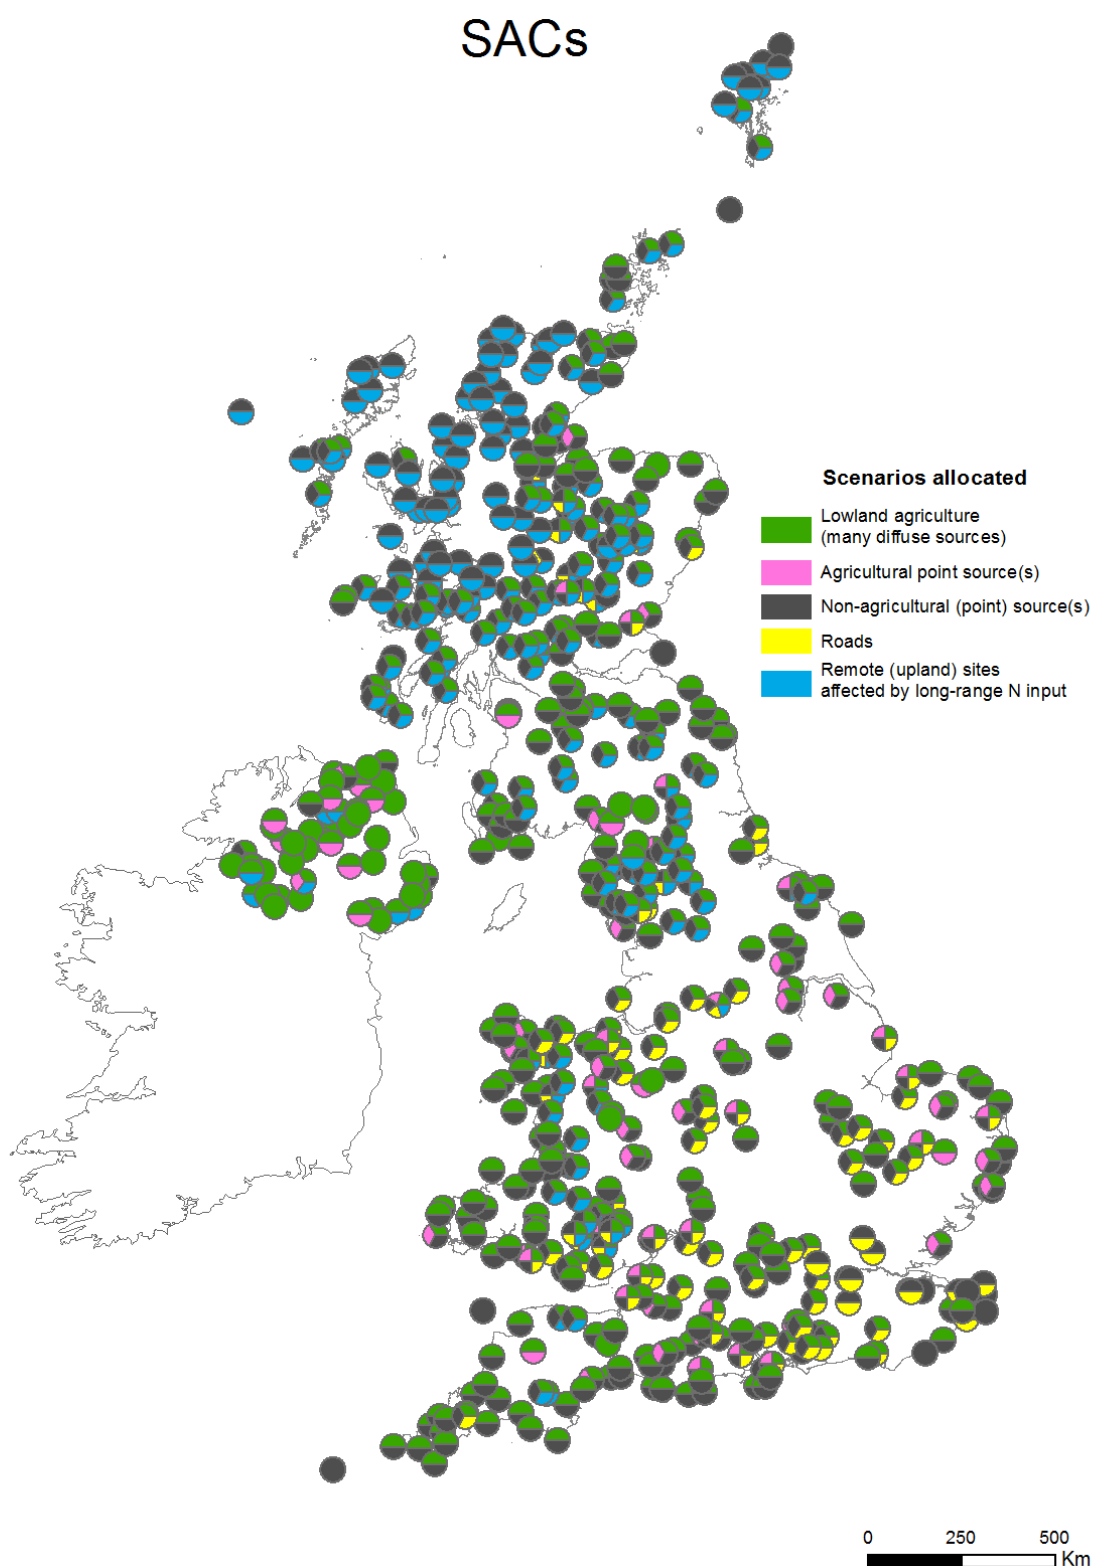 SACs
Scenarios allocated
Lowland agriculture
(many diffuse sources)
Agricultural point source(s)
Non-agricultural (point) source(s)
Roads
Remote (upland) sites
affected by long-range N input
0 250 500
Km